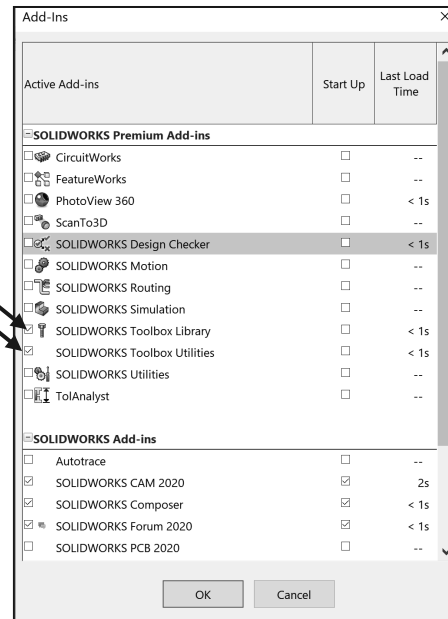 Add-Ins
Active Add-ins Start Up Last Load Time
SOLIDWORKS Premium Add-ins
CircuitWorks --
FeatureWorks --
PhotoView 360 < 1s
ScanTo3D --
SOLIDWORKS Design Checker < 1s
SOLIDWORKS Motion --
SOLIDWORKS Routing --
SOLIDWORKS Simulation --
SOLIDWORKS Toolbox Library < 1s
SOLIDWORKS Toolbox Utilities < 1s
SOLIDWORKS Utilities --
TolAnalyst --
SOLIDWORKS Add-ins
Autotrace --
SOLIDWORKS CAM 2020 2s
SOLIDWORKS Composer < 1s
SOLIDWORKS Forum 2020 < 1s
SOLIDWORKS PCB 2020 --
OK Cancel